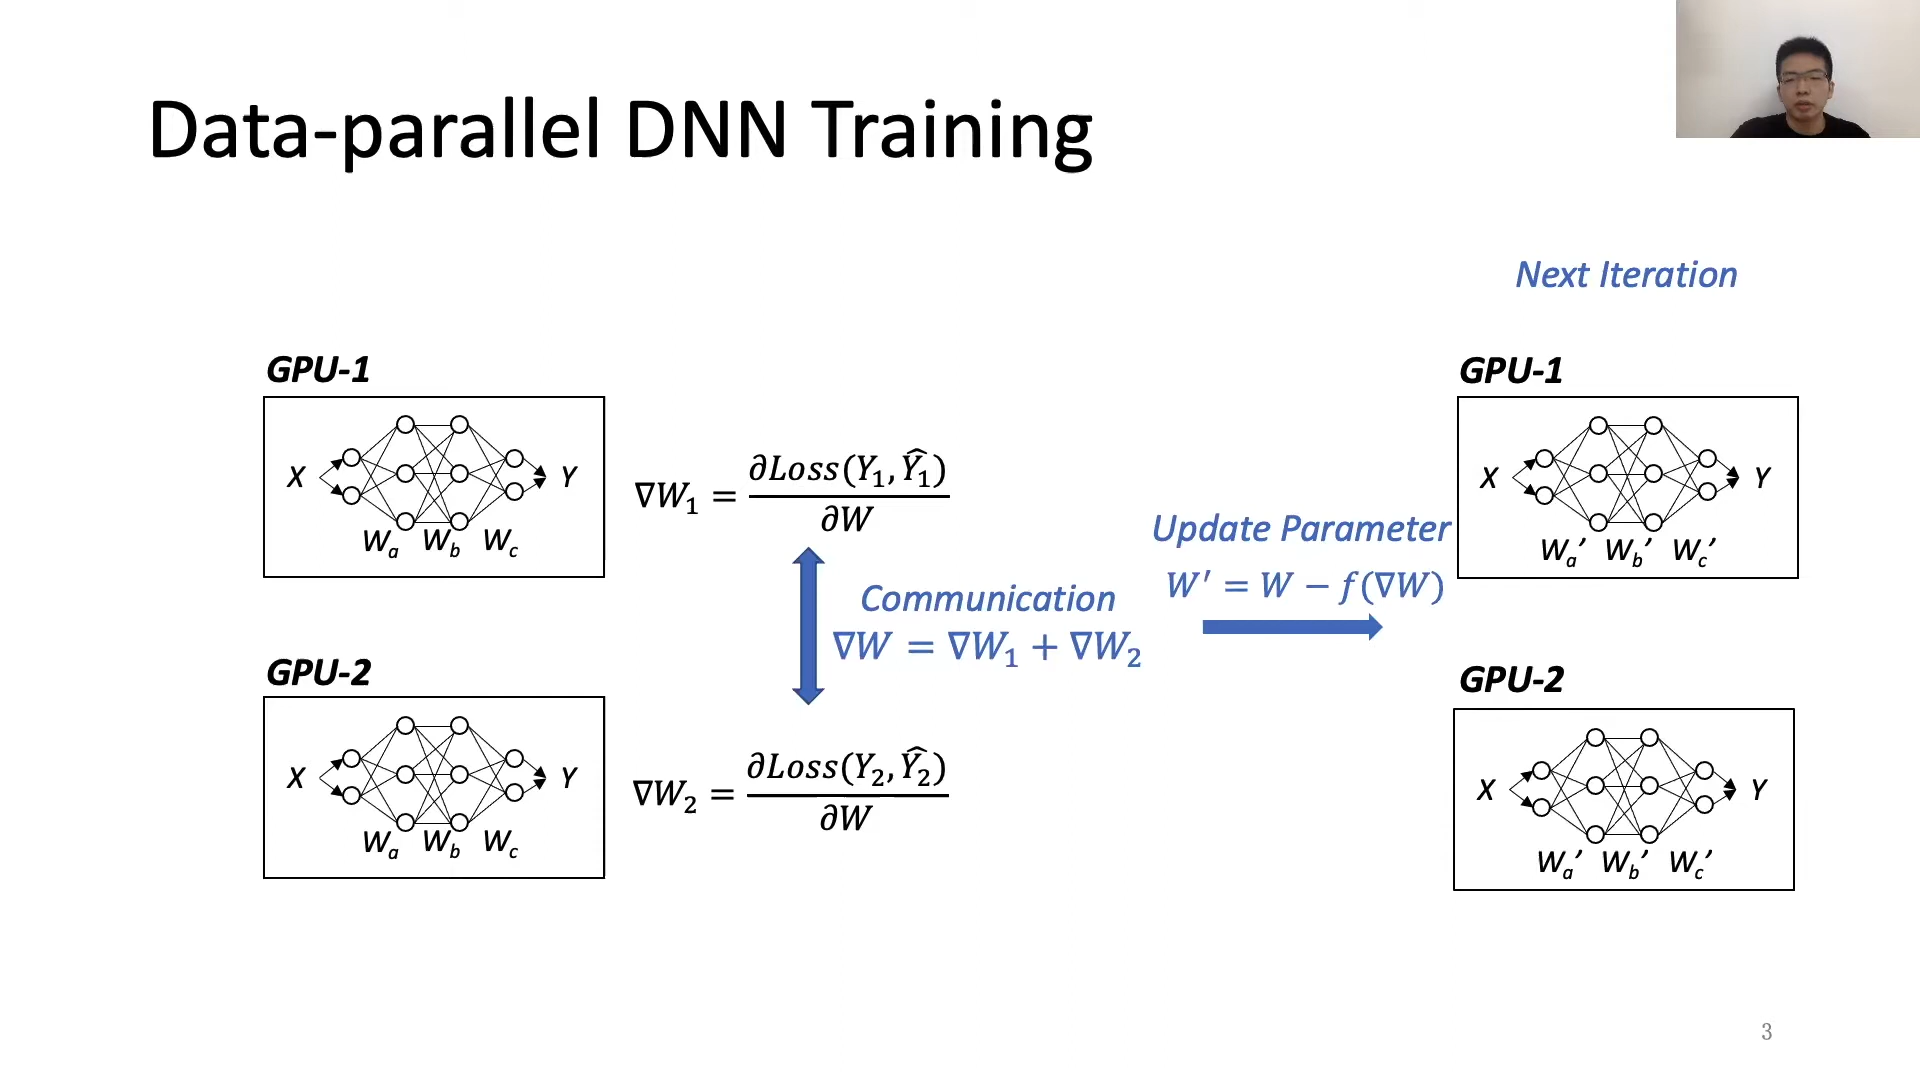 Data-parallel DNN Training
Next Iteration
GPU-1
X
Y
Wa Wb Wc
∇W₁ = ∂Loss(Y₁, Ŷ₁)
∂W
GPU-2
X
Y
Wa Wb Wc
∇W₂ = ∂Loss(Y₂, Ŷ₂)
∂W
Communication
∇W = ∇W₁ + ∇W₂
Update Parameter
W′ = W − f(∇W)
GPU-1
X
Y
Wa’ Wb’ Wc’
GPU-2
X
Y
Wa’ Wb’ Wc’
3